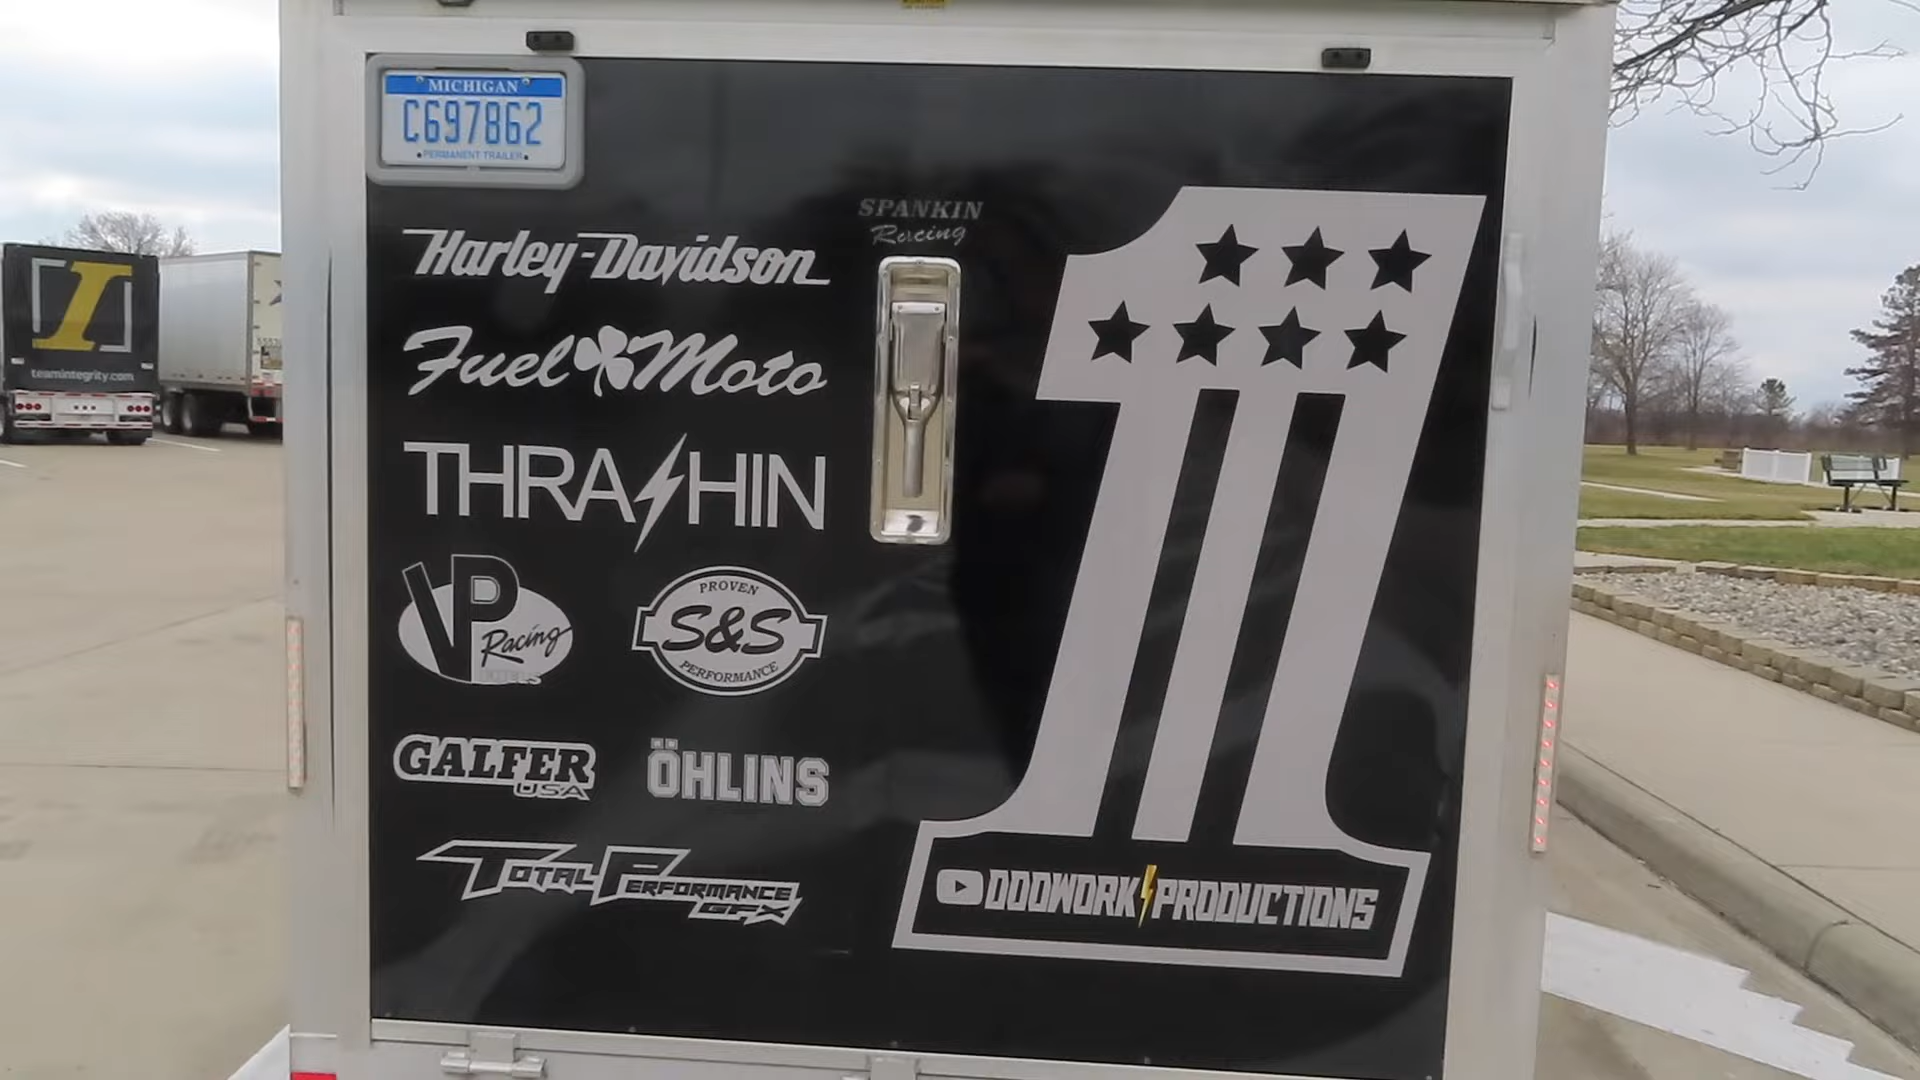 MICHIGAN
C697862
PERMANENT TRAILER
SPANKIN
Racing
Harley-Davidson
Fuel Moto
THRASHIN
VP
Racing
PROVEN
S&S
PERFORMANCE
GALFER
USA
ÖHLINS
TOTAL PERFORMANCE
GFX
DODWORK PRODUCTIONS
I
teamintegrity.com